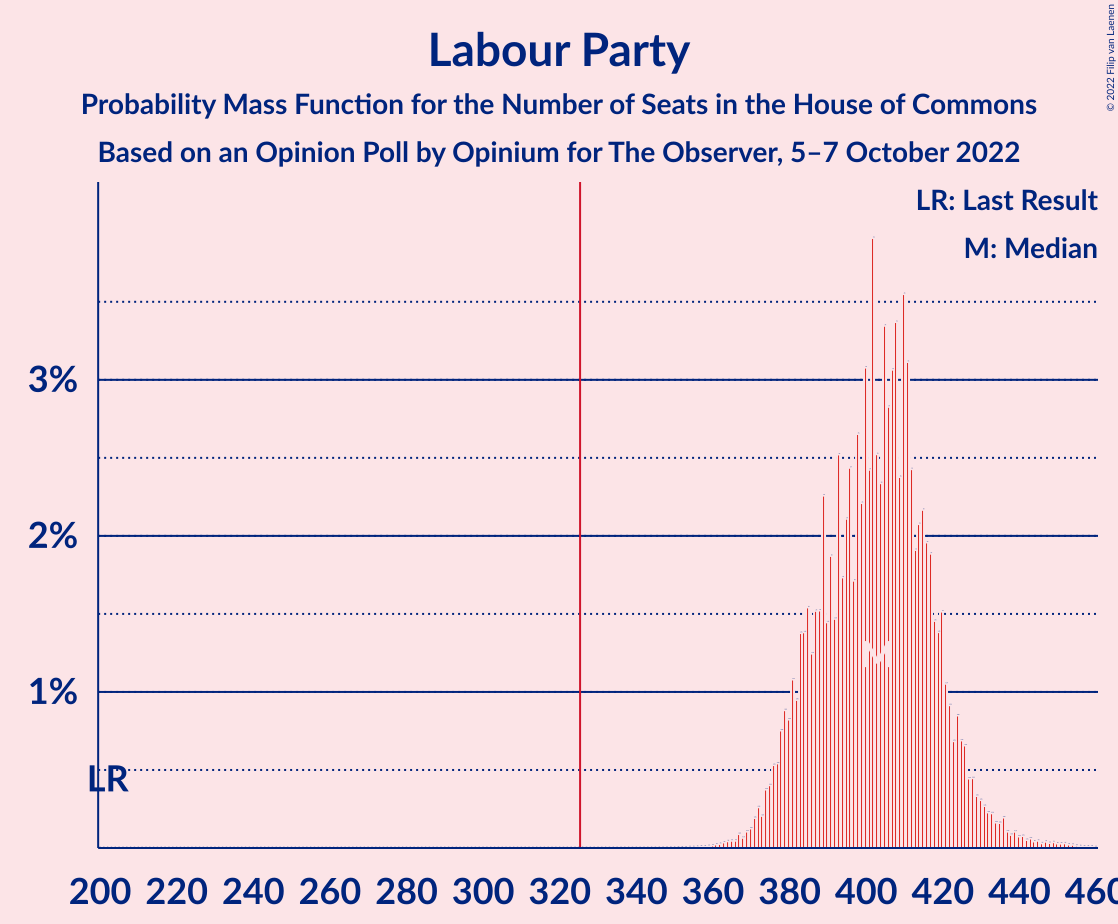 Labour Party
Probability Mass Function for the Number of Seats in the House of Commons
Based on an Opinion Poll by Opinium for The Observer, 5–7 October 2022
© 2022 Filip van Laenen
LR: Last Result
M: Median
3%
2%
1%
M
LR
200 220 240 260 280 300 320 340 360 380 400 420 440 460